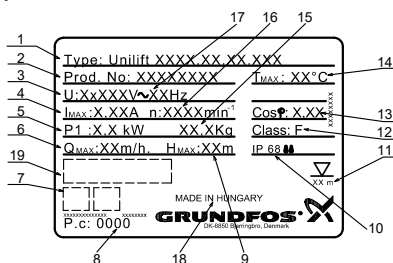 17 16 15
1 Type: Unilift XXXX.XX.XX.XXX
2 Prod. No: XXXXXXXX TMAX: XX°C 14
3 U:XxXXXV~XXHz
4 IMAX: X.XXA n:XXXXmin-1 Cosφ: X.XX 13
5 P1 :X.X kW XX.XKg Class: F 12
6 QMAX:XXm/h. HMAX:XXm IP 68 11
19 XX m
7 MADE IN HUNGARY 10
XXXXXXXXXXXXXX XXXXXXXX GRUNDFOS
P.c: 0000 DK-8850 Bjerringbro, Denmark
8 18 9